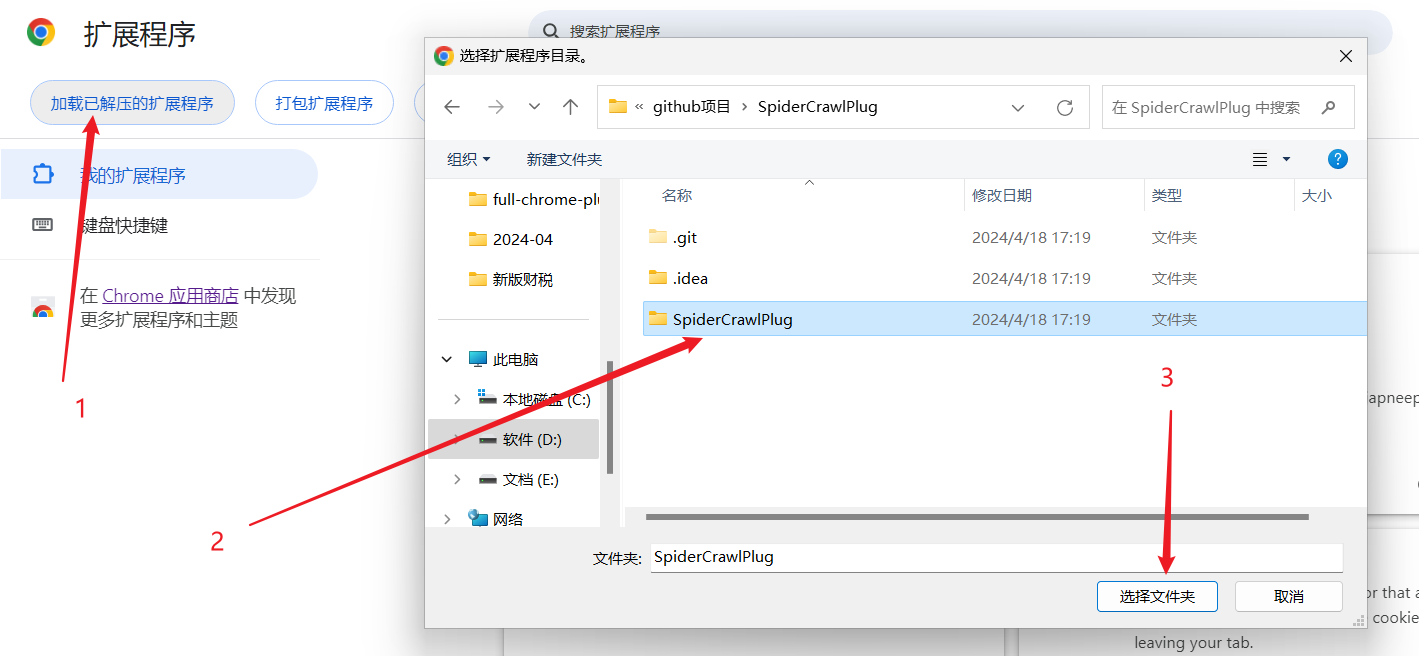 扩展程序
搜索扩展程序
加载已解压的扩展程序
打包扩展程序
我的扩展程序
键盘快捷键
在 Chrome 应用商店 中发现
更多扩展程序和主题
1
2
选择扩展程序目录。
« github项目 › SpiderCrawlPlug
在 SpiderCrawlPlug 中搜索
组织
新建文件夹
?
full-chrome-plu
2024-04
新版财税
此电脑
本地磁盘 (C:)
软件 (D:)
文档 (E:)
网络
名称 修改日期 类型 大小
.git 2024/4/18 17:19 文件夹
.idea 2024/4/18 17:19 文件夹
SpiderCrawlPlug 2024/4/18 17:19 文件夹
3
文件夹: SpiderCrawlPlug
选择文件夹 取消
apneep
or that a
cookie
leaving your tab.